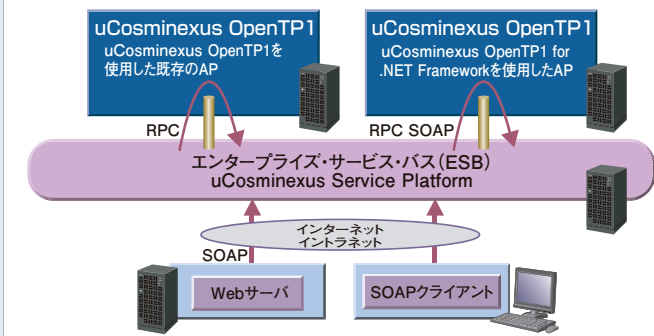 uCosminexus OpenTP1
uCosminexus OpenTP1を
使用した既存のAP
uCosminexus OpenTP1
uCosminexus OpenTP1 for
.NET Frameworkを使用したAP
RPC
RPC SOAP
エンタープライズ・サービス・バス(ESB)
uCosminexus Service Platform
インターネット
イントラネット
SOAP
Webサーバ
SOAPクライアント